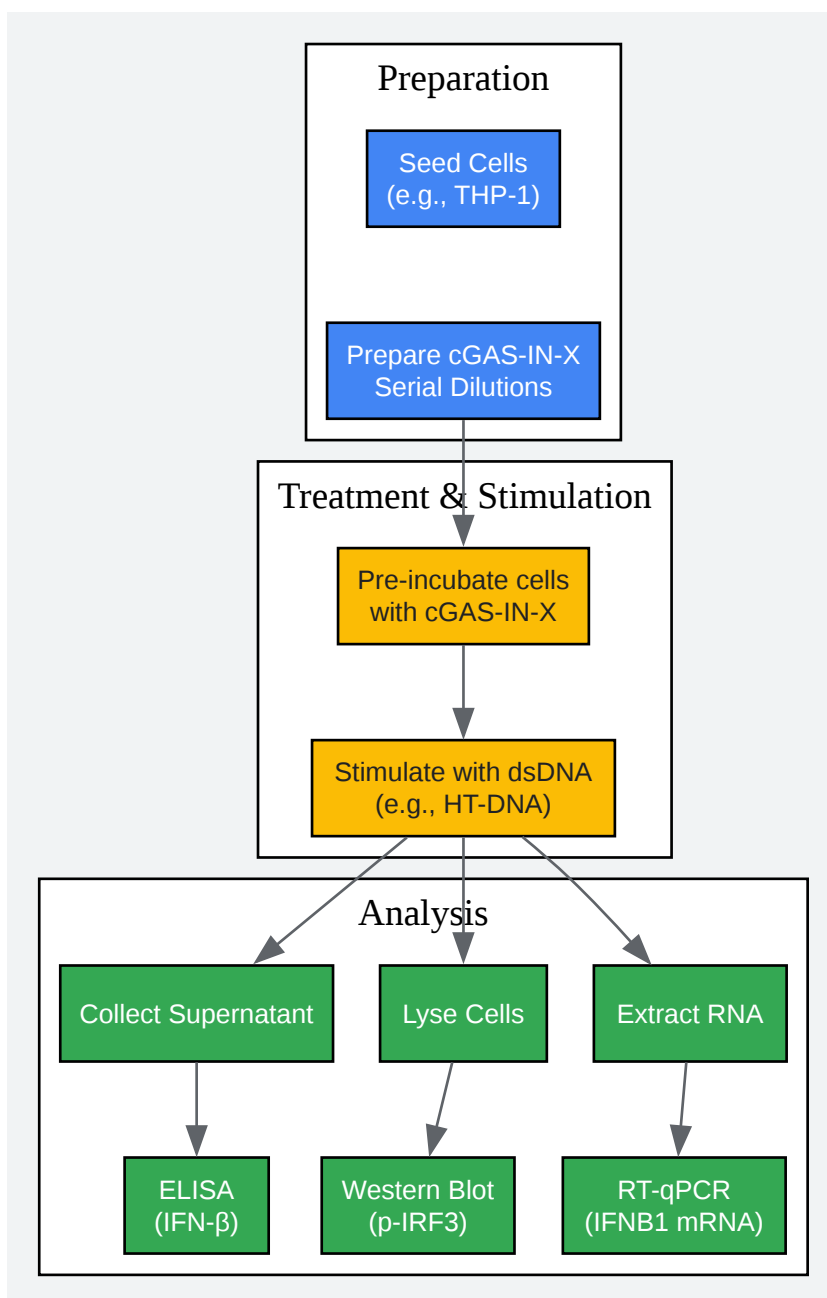 Preparation
Seed Cells
(e.g., THP-1)
Prepare cGAS-IN-X
Serial Dilutions
Treatment & Stimulation
Pre-incubate cells
with cGAS-IN-X
Stimulate with dsDNA
(e.g., HT-DNA)
Analysis
Collect Supernatant
Lyse Cells
Extract RNA
ELISA
(IFN-β)
Western Blot
(p-IRF3)
RT-qPCR
(IFNB1 mRNA)